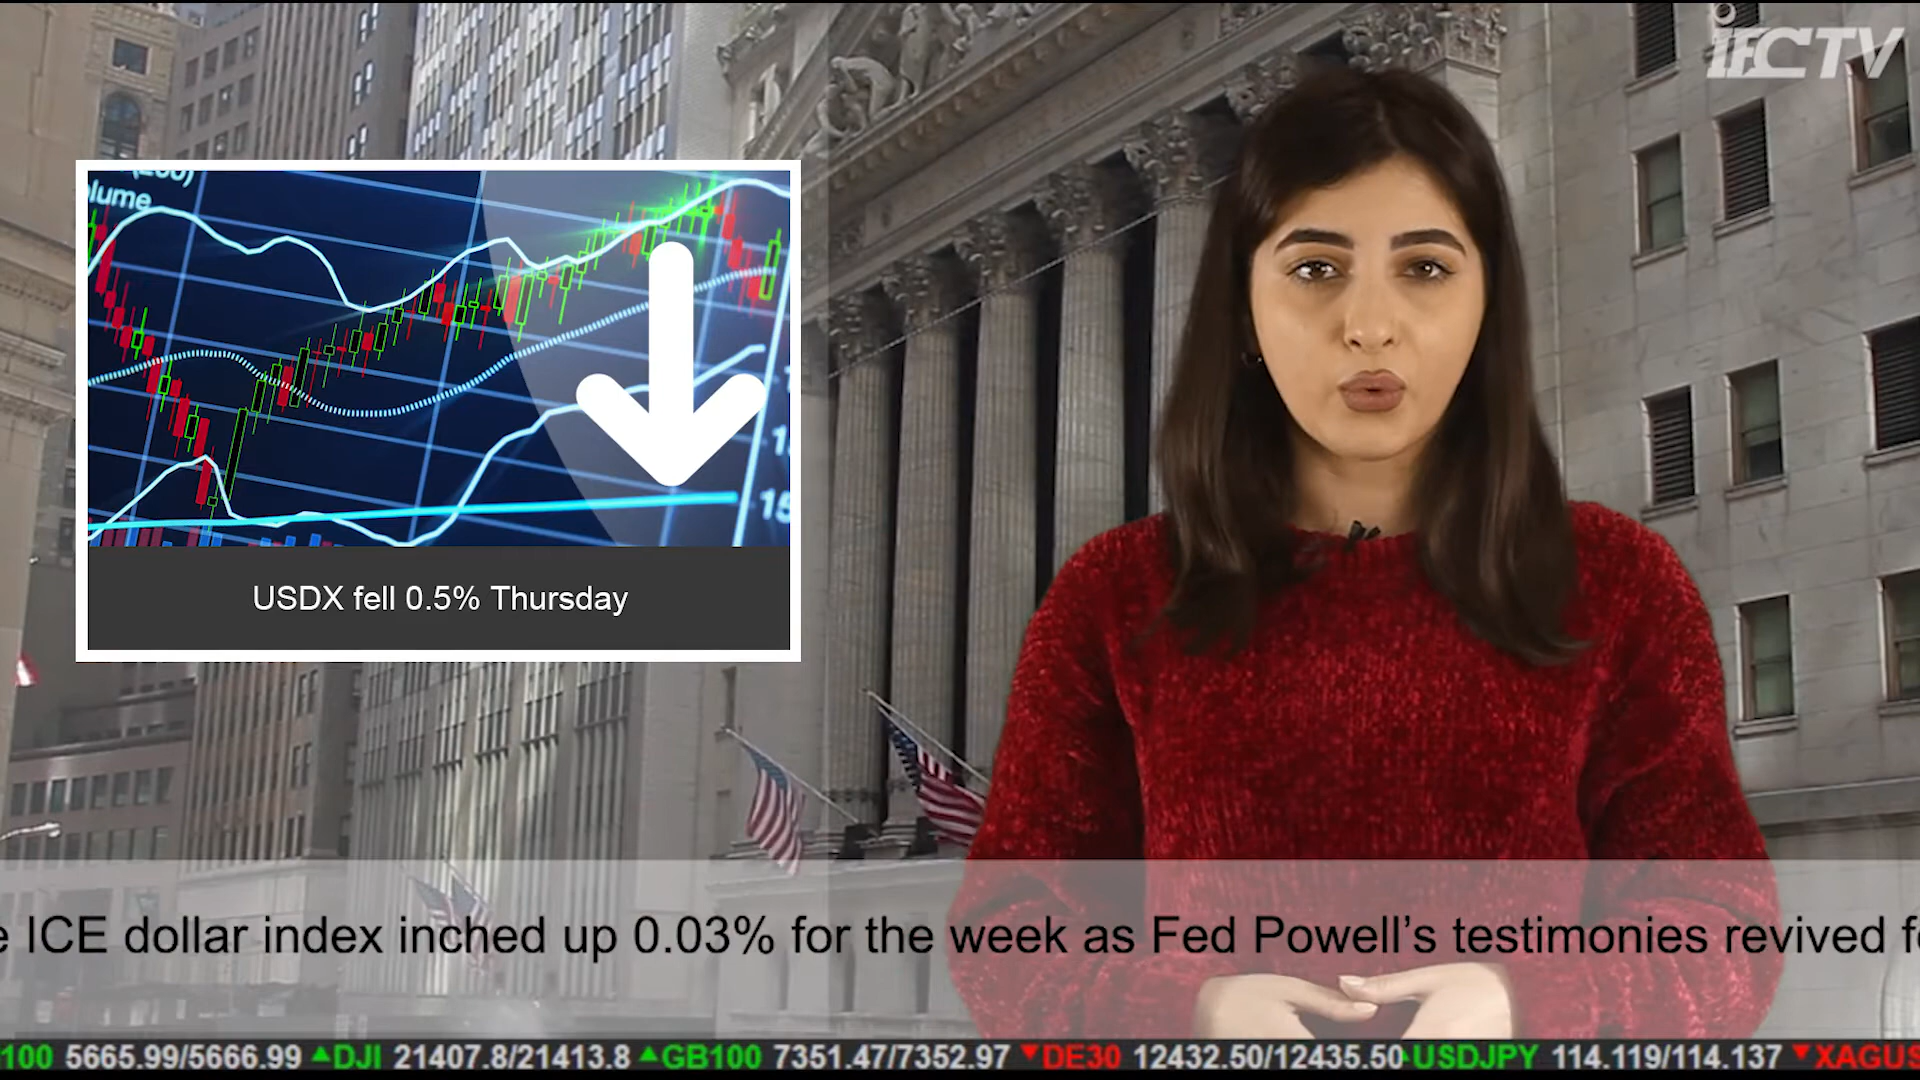 IFCTV
Volume
15
USDX fell 0.5% Thursday
ICE dollar index inched up 0.03% for the week as Fed Powell’s testimonies revived
100 5665.99/5666.99 ▲DJI 21407.8/21413.8 ▲GB100 7351.47/7352.97 ▼DE30 12432.50/12435.50 USDJPY 114.119/114.137 ▼XAGUS